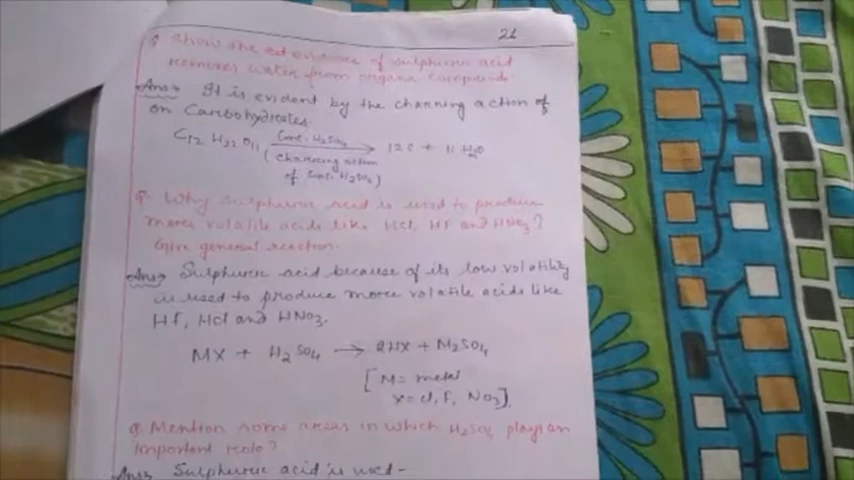 21
Q Show the ed evidence of sulphuric acid
removes water from organic compounds
Ans→ It is evident by the charring action of
on Carbohydrates.
C12 H22 O11 Conc. H2SO4 → 12C + 11 H2O
(charring action
of Conc. H2SO4)
Q. Why sulphuric acid is used to produce
more volatile acids like HCl, HF and HNO3?
Give general reaction.
Ans→ Sulphuric acid because of its low volatility
is used to produce more volatile acids like
HF, HCl and HNO3.
MX + H2SO4 → 2HX + M2SO4
[M = metal
X = Cl, F, NO3].
Q. Mention some areas in which H2SO4 plays an
important role?
Ans→ Sulphuric acid is used -